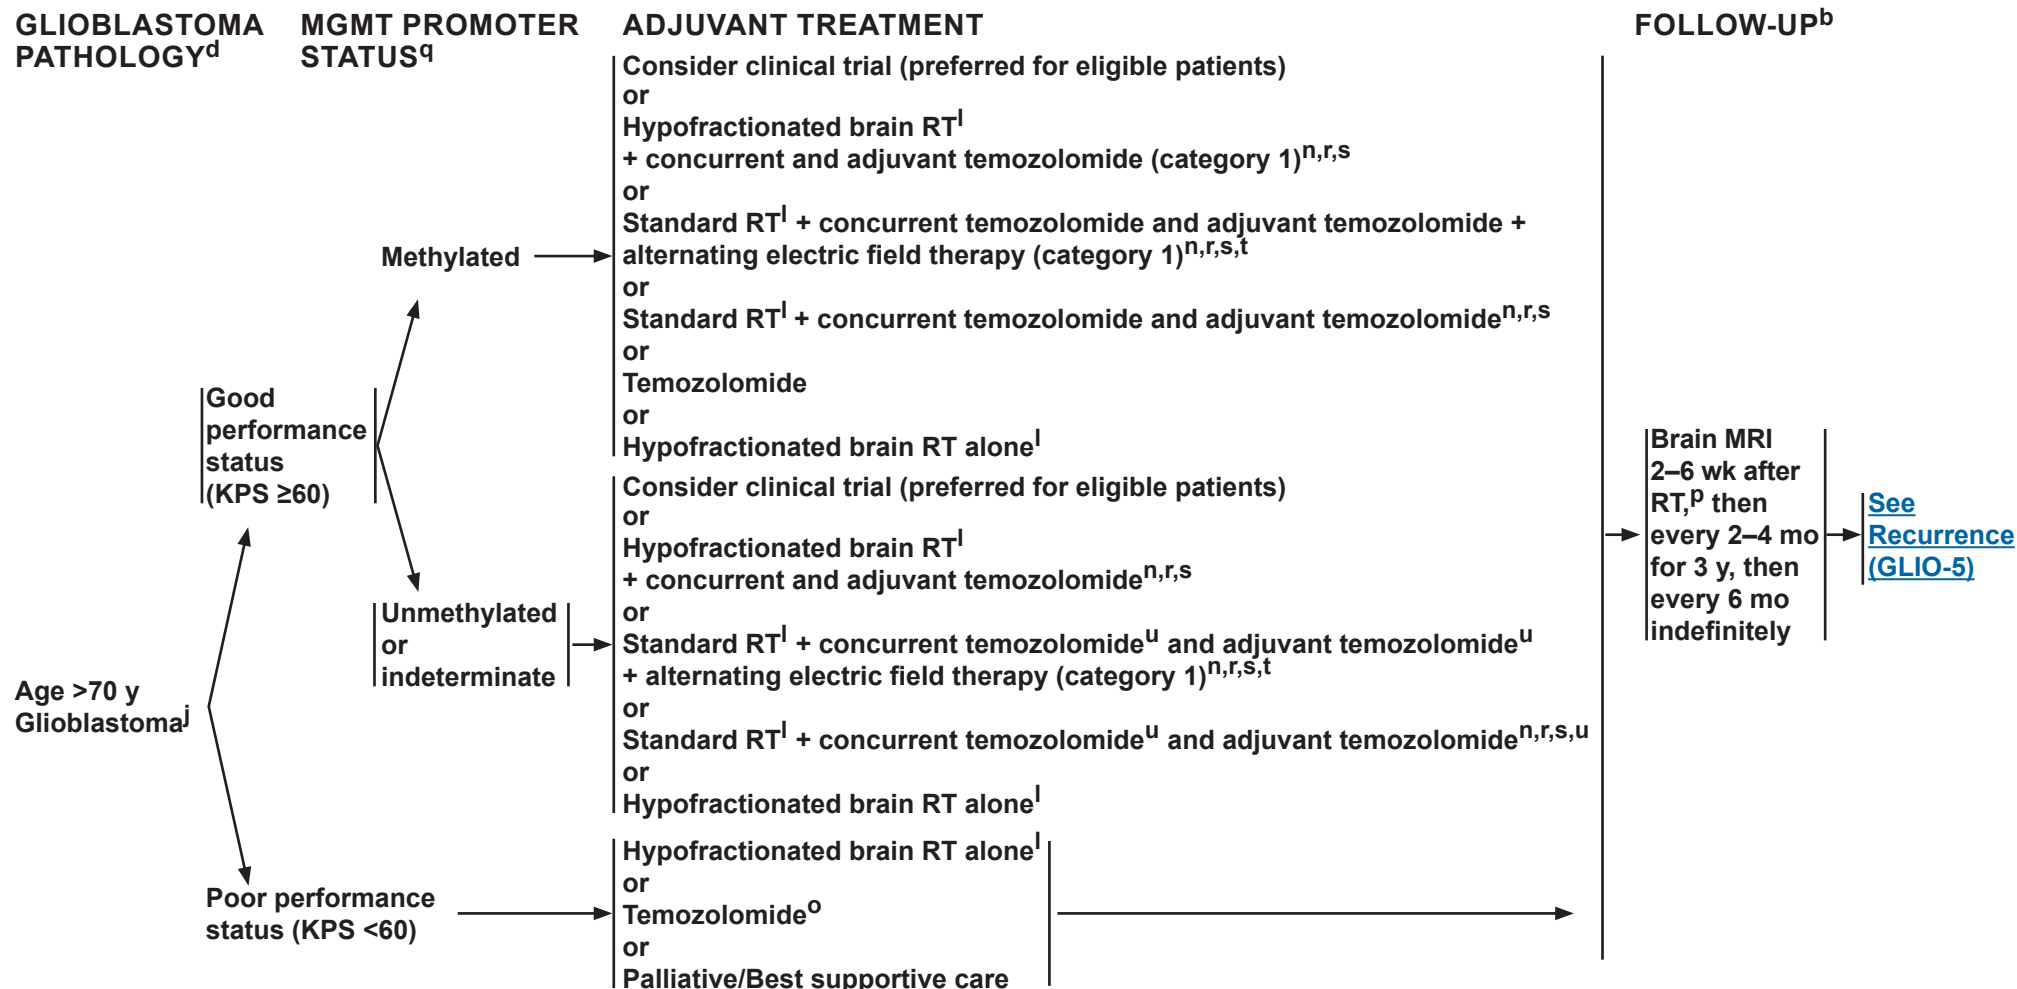 GLIOBLASTOMA
PATHOLOGYd
MGMT PROMOTER
STATUSq
ADJUVANT TREATMENT
FOLLOW-UPb
Age >70 y
Glioblastomaj
Good
performance
status
(KPS ≥60)
Methylated
Consider clinical trial (preferred for eligible patients)
or
Hypofractionated brain RTl
+ concurrent and adjuvant temozolomide (category 1)n,r,s
or
Standard RTl + concurrent temozolomide and adjuvant temozolomide +
alternating electric field therapy (category 1)n,r,s,t
or
Standard RTl + concurrent temozolomide and adjuvant temozolomiden,r,s
or
Temozolomide
or
Hypofractionated brain RT alonel
Unmethylated
or
indeterminate
Consider clinical trial (preferred for eligible patients)
or
Hypofractionated brain RTl
+ concurrent and adjuvant temozolomiden,r,s
or
Standard RTl + concurrent temozolomideu and adjuvant temozolomideu
+ alternating electric field therapy (category 1)n,r,s,t
or
Standard RTl + concurrent temozolomideu and adjuvant temozolomiden,r,s,u
or
Hypofractionated brain RT alonel
Poor performance
status (KPS <60)
Hypofractionated brain RT alonel
or
Temozolomideo
or
Palliative/Best supportive care
Brain MRI
2–6 wk after
RT,p then
every 2–4 mo
for 3 y, then
every 6 mo
indefinitely
See
Recurrence
(GLIO-5)